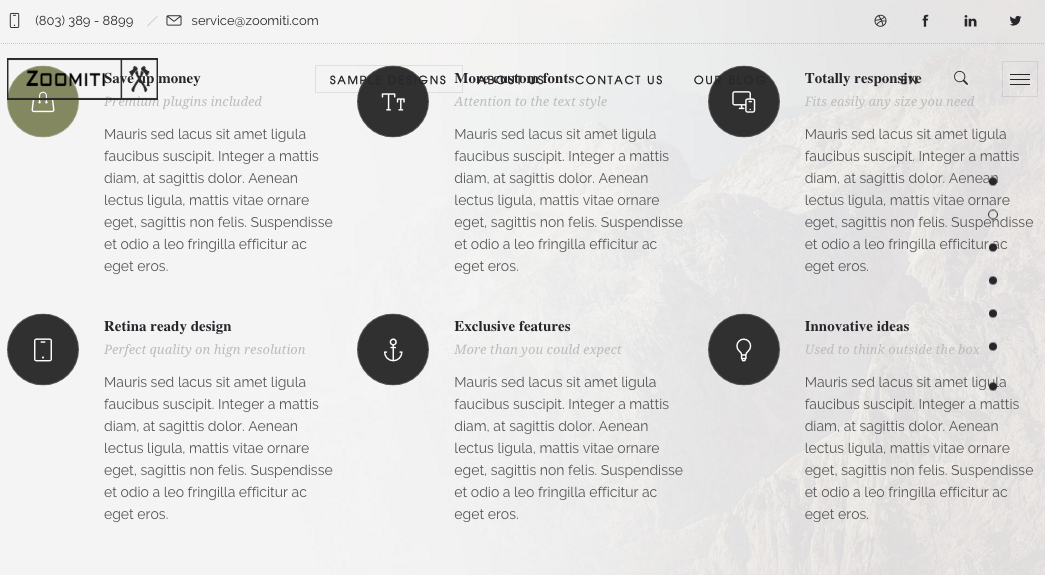 (803) 389 - 8899
service@zoomiti.com
ZOOMITI
SAMPLE DESIGNS
ABOUT US
CONTACT US
OUR BLOG
EN
Save up money
Premium plugins included
Mauris sed lacus sit amet ligula
faucibus suscipit. Integer a mattis
diam, at sagittis dolor. Aenean
lectus ligula, mattis vitae ornare
eget, sagittis non felis. Suspendisse
et odio a leo fringilla efficitur ac
eget eros.
More custom fonts
Attention to the text style
Mauris sed lacus sit amet ligula
faucibus suscipit. Integer a mattis
diam, at sagittis dolor. Aenean
lectus ligula, mattis vitae ornare
eget, sagittis non felis. Suspendisse
et odio a leo fringilla efficitur ac
eget eros.
Totally responsive
Fits easily any size you need
Mauris sed lacus sit amet ligula
faucibus suscipit. Integer a mattis
diam, at sagittis dolor. Aenean
lectus ligula, mattis vitae ornare
eget, sagittis non felis. Suspendisse
et odio a leo fringilla efficitur ac
eget eros.
Retina ready design
Perfect quality on hign resolution
Mauris sed lacus sit amet ligula
faucibus suscipit. Integer a mattis
diam, at sagittis dolor. Aenean
lectus ligula, mattis vitae ornare
eget, sagittis non felis. Suspendisse
et odio a leo fringilla efficitur ac
eget eros.
Exclusive features
More than you could expect
Mauris sed lacus sit amet ligula
faucibus suscipit. Integer a mattis
diam, at sagittis dolor. Aenean
lectus ligula, mattis vitae ornare
eget, sagittis non felis. Suspendisse
et odio a leo fringilla efficitur ac
eget eros.
Innovative ideas
Used to think outside the box
Mauris sed lacus sit amet ligula
faucibus suscipit. Integer a mattis
diam, at sagittis dolor. Aenean
lectus ligula, mattis vitae ornare
eget, sagittis non felis. Suspendisse
et odio a leo fringilla efficitur ac
eget eros.